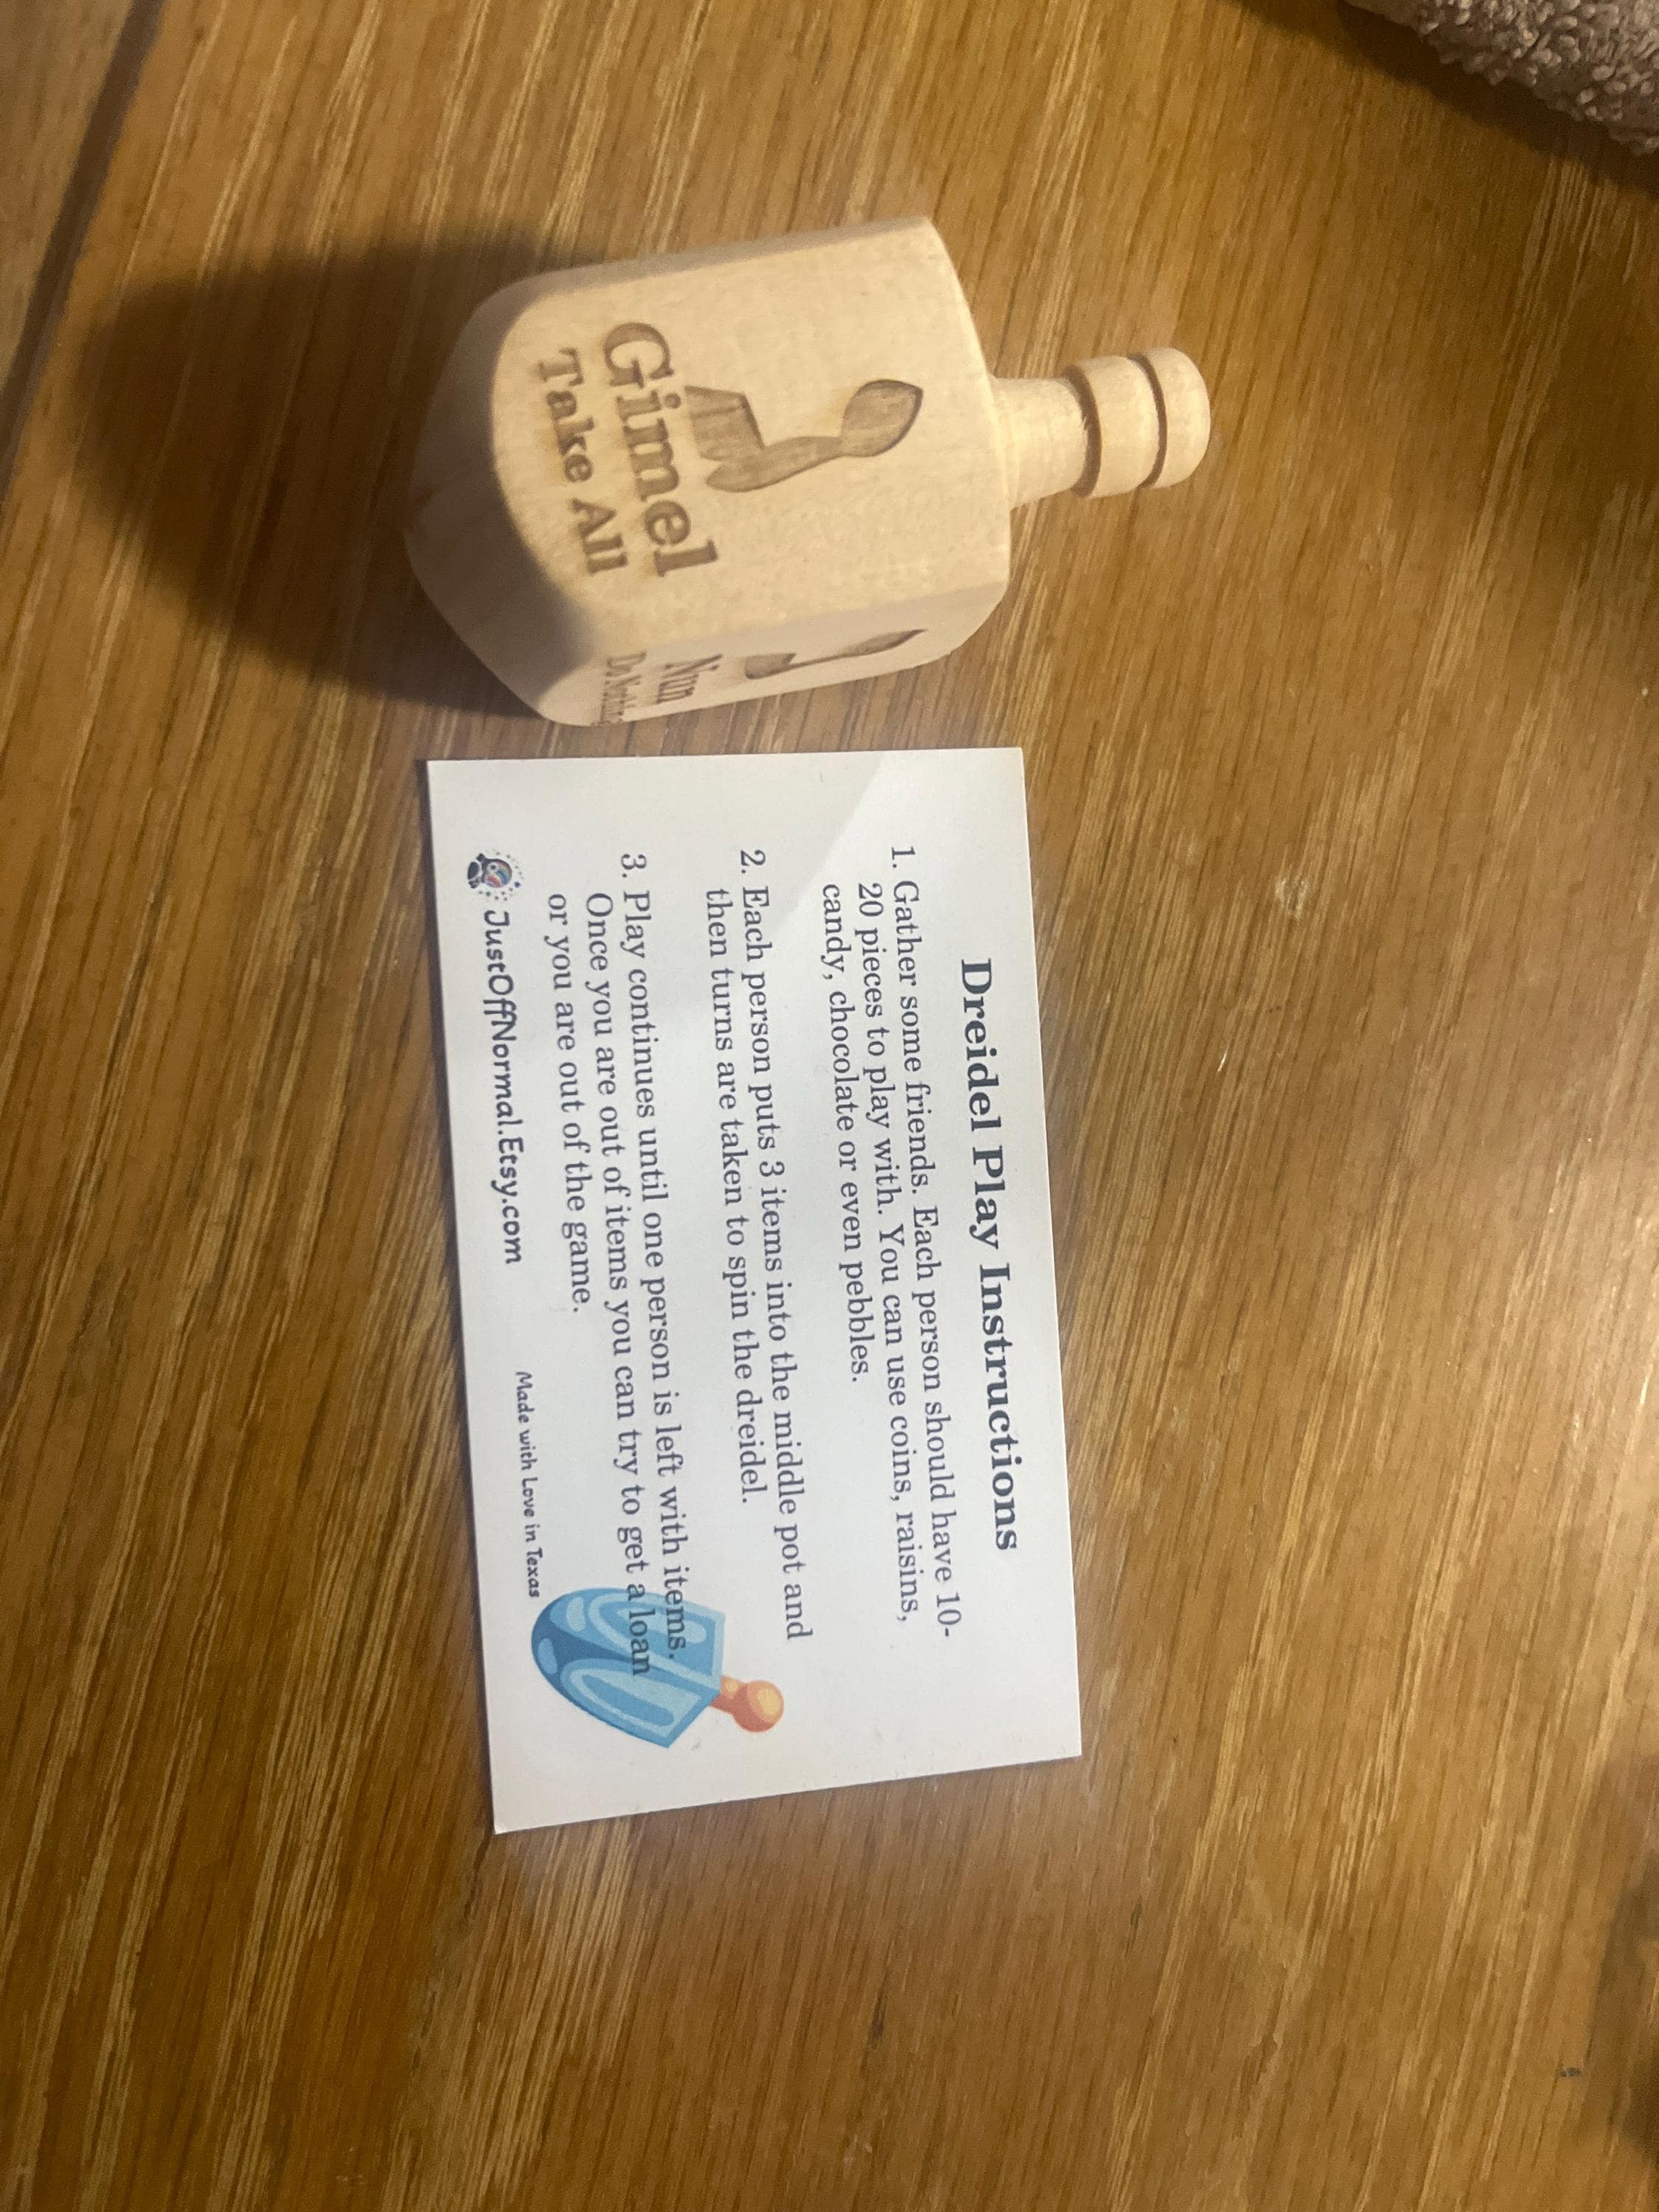 ג
Gimel
Take All
נ
Nun
Do Nothing
Dreidel Play Instructions
1. Gather some friends. Each person should have 10-
20 pieces to play with. You can use coins, raisins,
candy, chocolate or even pebbles.
2. Each person puts 3 items into the middle pot and
then turns are taken to spin the dreidel.
3. Play continues until one person is left with items.
Once you are out of items you can try to get a loan
or you are out of the game.
JustOffNormal.Etsy.com
Made with Love in Texas